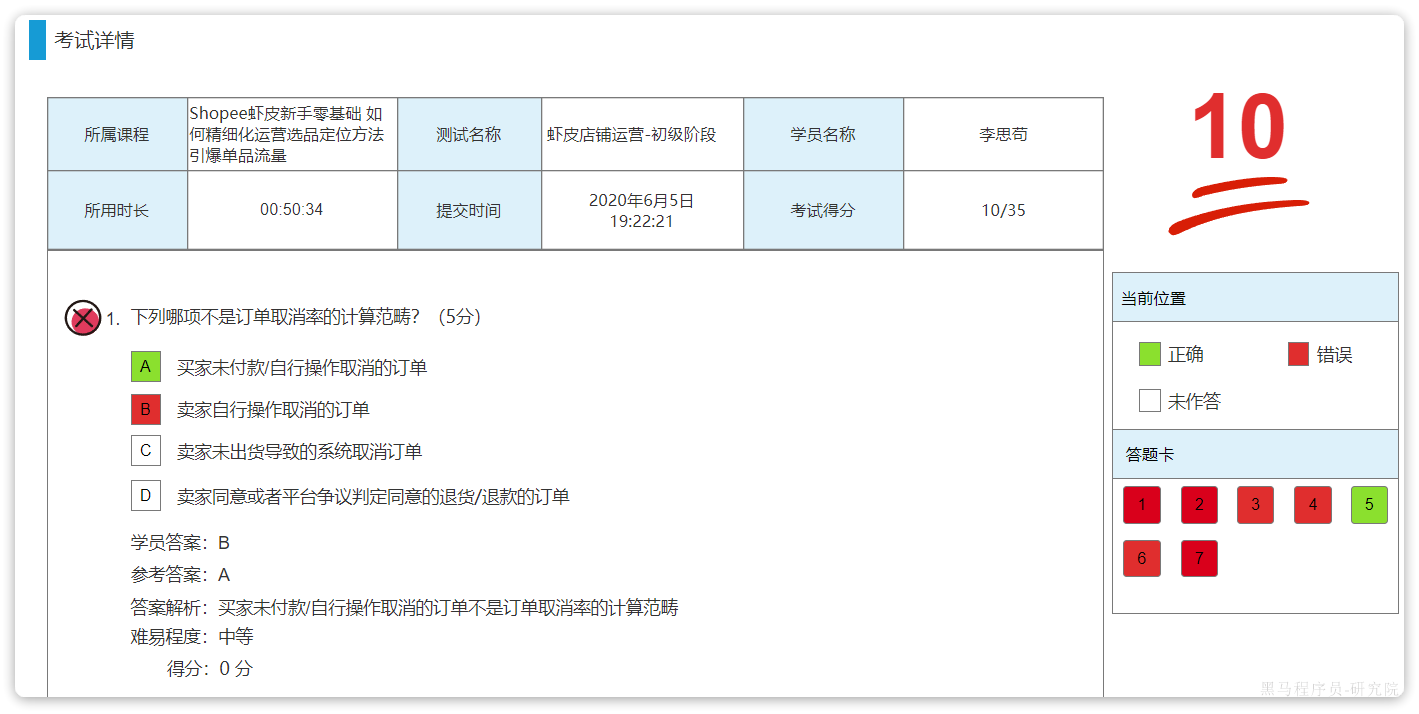 考试详情
所属课程
Shopee虾皮新手零基础 如
何精细化运营选品定位方法
引爆单品流量
测试名称
虾皮店铺运营-初级阶段
学员名称
李思苟
所用时长
00:50:34
提交时间
2020年6月5日
19:22:21
考试得分
10/35
10
1. 下列哪项不是订单取消率的计算范畴？（5分）
A 买家未付款/自行操作取消的订单
B 卖家自行操作取消的订单
C 卖家未出货导致的系统取消订单
D 卖家同意或者平台争议判定同意的退货/退款的订单
学员答案：B
参考答案：A
答案解析：买家未付款/自行操作取消的订单不是订单取消率的计算范畴
难易程度：中等
得分：0 分
当前位置
正确 错误
未作答
答题卡
1 2 3 4 5
6 7
黑马程序员-研究院